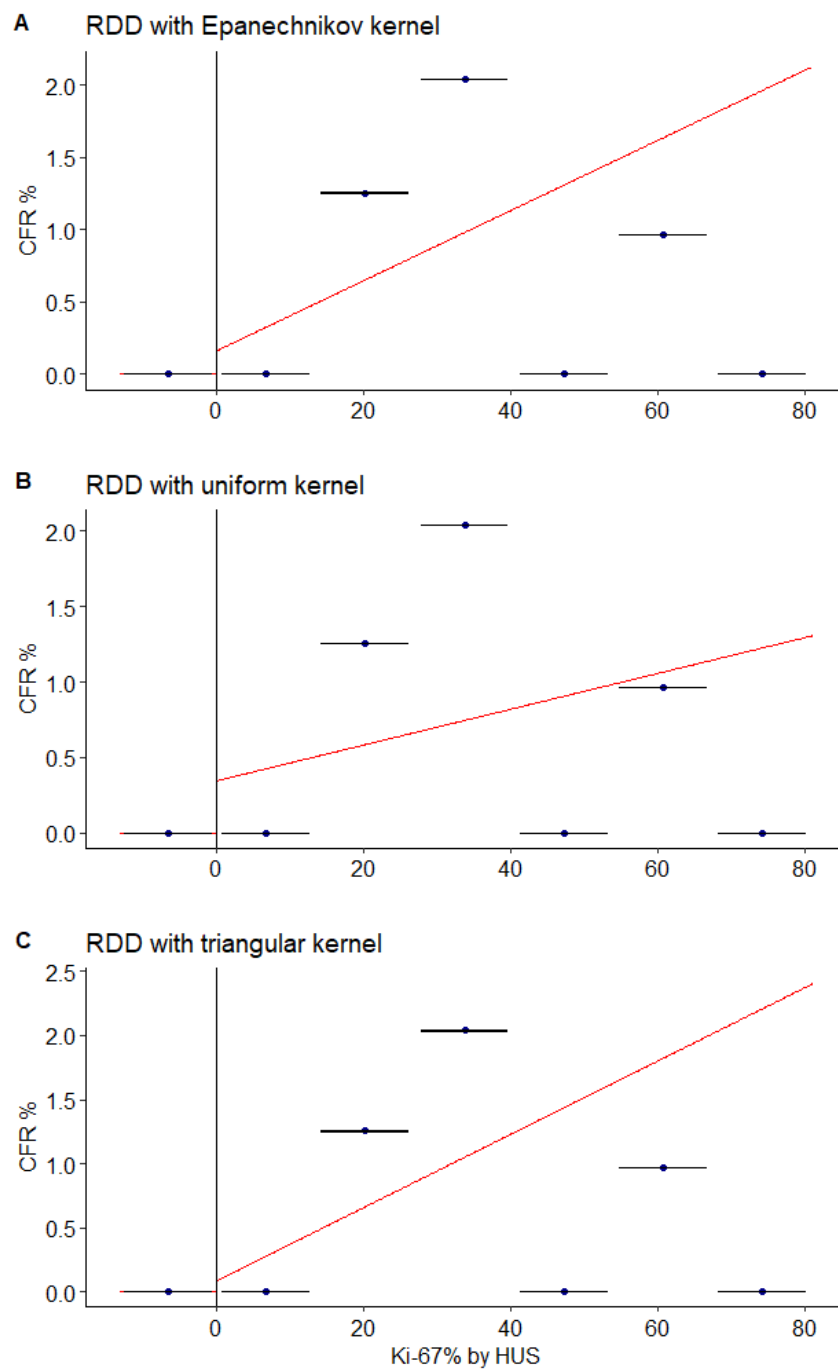 A RDD with Epanechnikov kernel
2.0
1.5
1.0
0.5
0.0
CFR %
0 20 40 60 80
B RDD with uniform kernel
2.0
1.5
1.0
0.5
0.0
CFR %
0 20 40 60 80
C RDD with triangular kernel
2.5
2.0
1.5
1.0
0.5
0.0
CFR %
0 20 40 60 80
Ki-67% by HUS